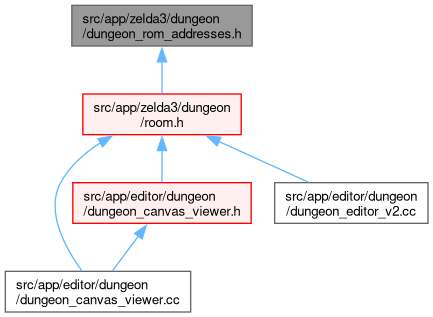 src/app/zelda3/dungeon
/dungeon_rom_addresses.h
src/app/zelda3/dungeon
/room.h
src/app/editor/dungeon
/dungeon_canvas_viewer.h
src/app/editor/dungeon
/dungeon_editor_v2.cc
src/app/editor/dungeon
/dungeon_canvas_viewer.cc